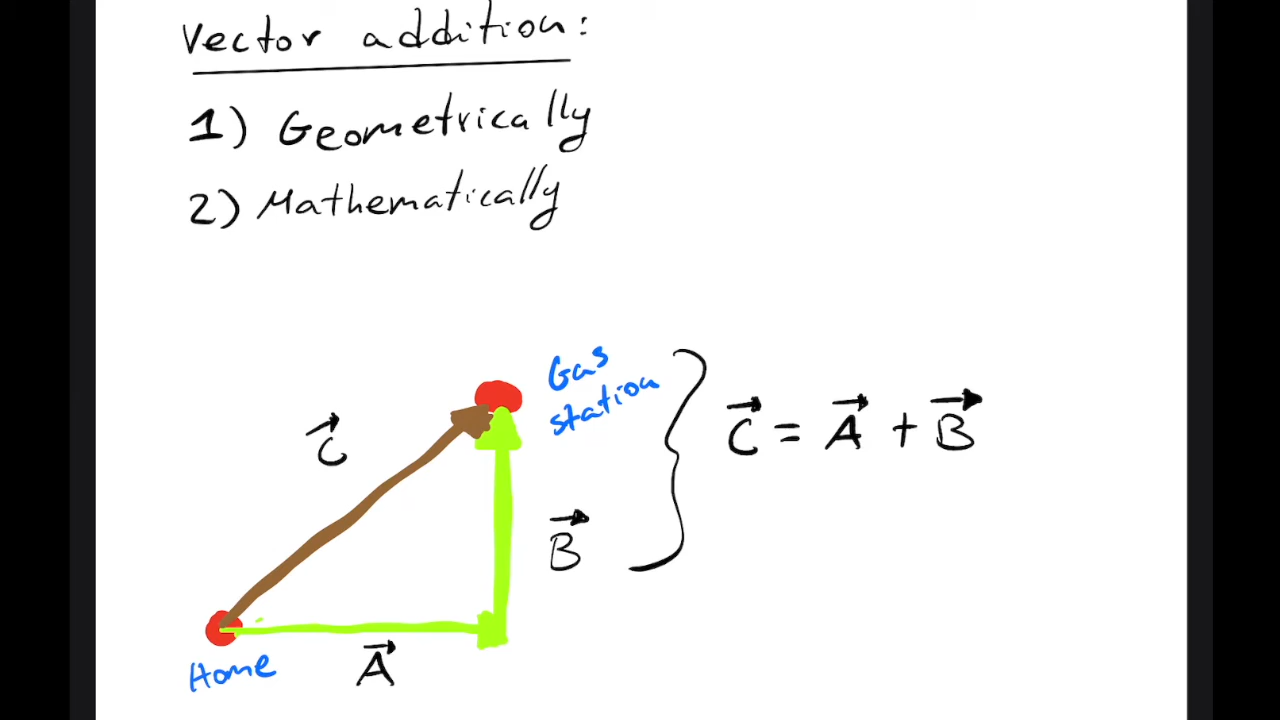 Vector addition:
1) Geometrically
2) Mathematically
Gas
station
C⃗ = A⃗ + B⃗
C⃗
B⃗
Home
A⃗